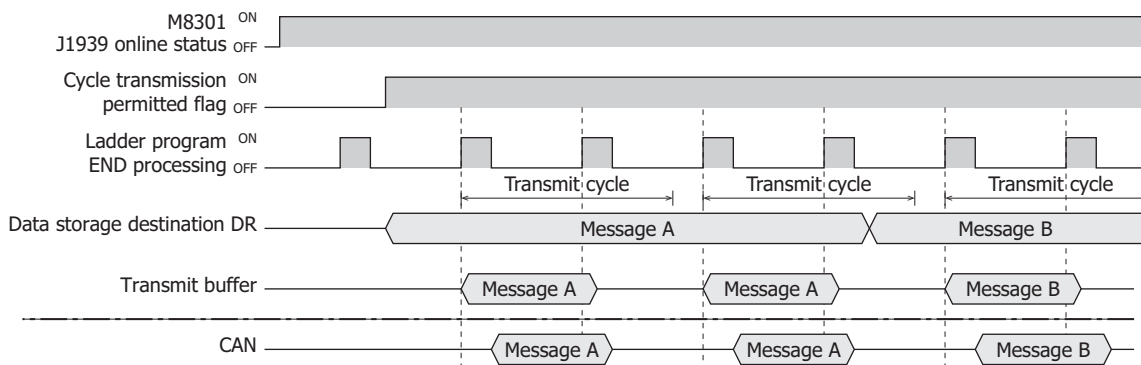 M8301 ON
J1939 online status OFF
Cycle transmission ON
permitted flag OFF
Ladder program ON
END processing OFF
Transmit cycle Transmit cycle Transmit cycle
Data storage destination DR Message A Message B
Transmit buffer Message A Message A Message B
CAN Message A Message A Message B